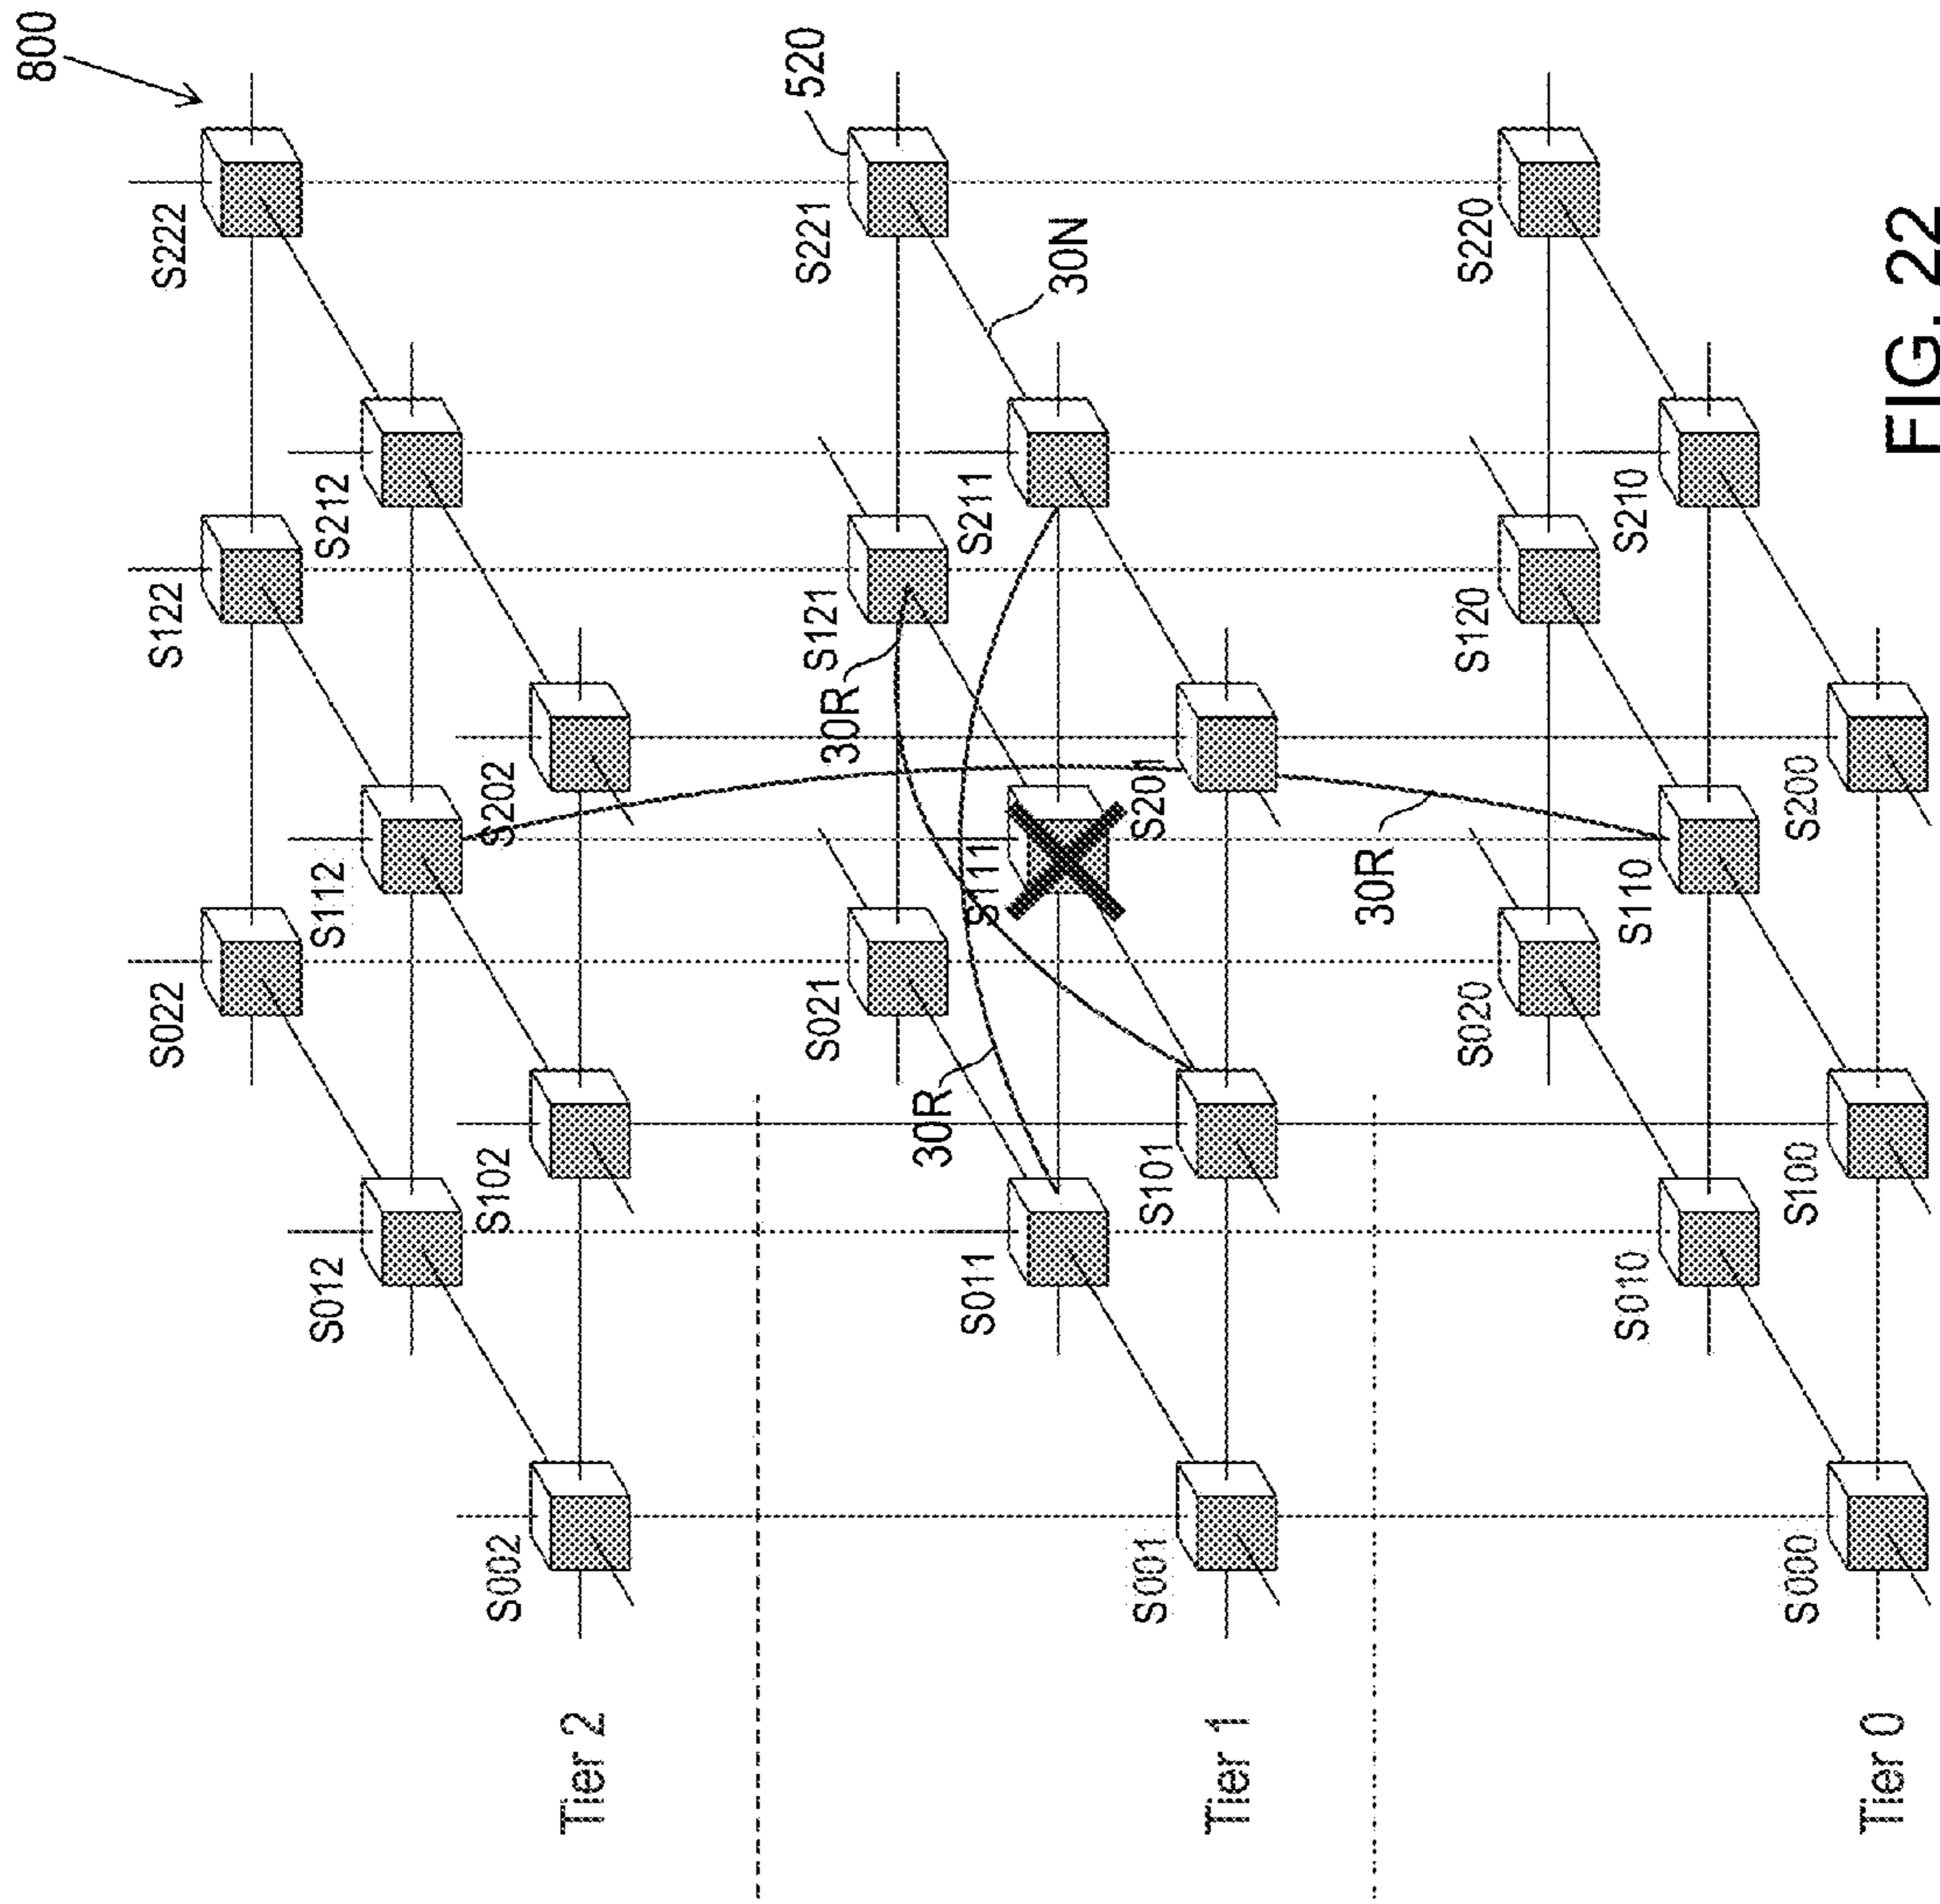 800
S022
S122
S222
S012
S112
S212
Tier 2
S002
S102
S202
S021
S121
S221
520
30R
30R
S011
S111
S211
30N
Tier 1
S001
S101
S201
30R
S020
S120
S220
S010
S110
S210
Tier 0
S000
S100
S200
FIG. 22